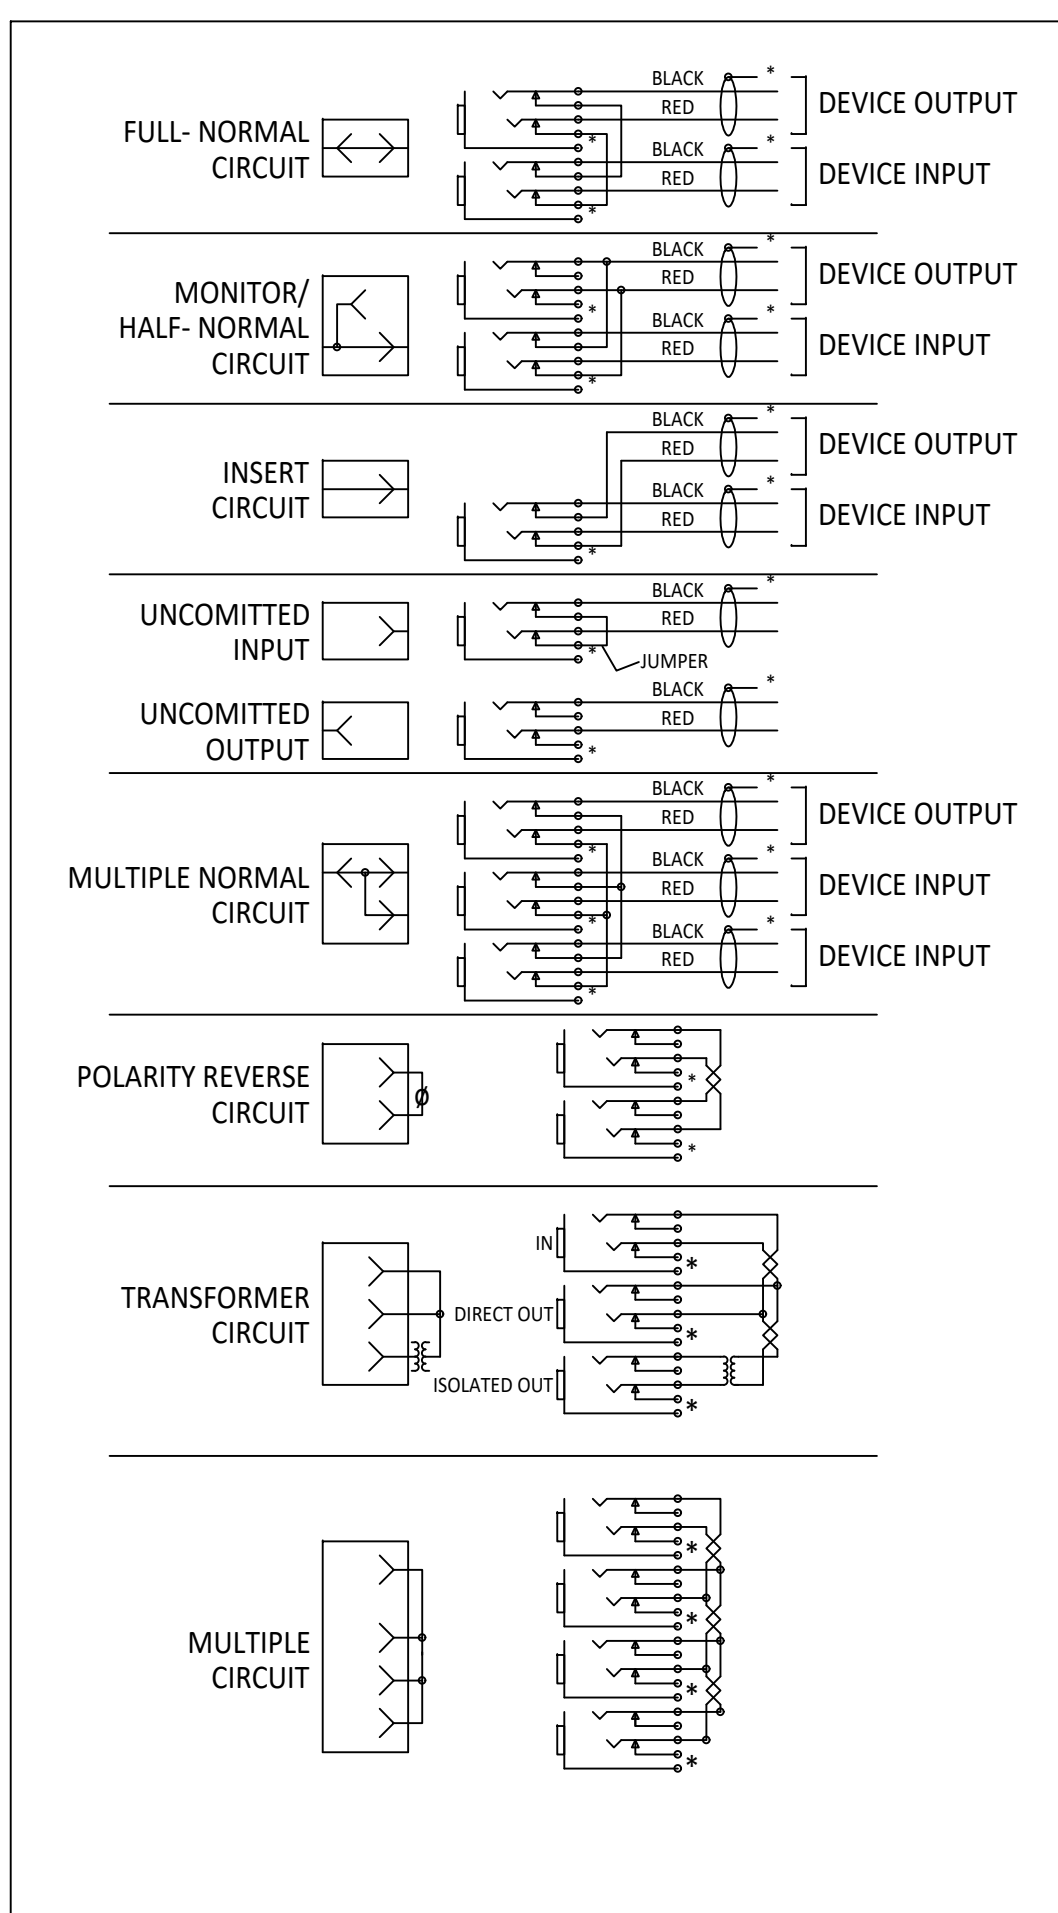 FULL- NORMAL
CIRCUIT
BLACK
*
RED
DEVICE OUTPUT
*
BLACK
*
RED
DEVICE INPUT
*
MONITOR/
HALF- NORMAL
CIRCUIT
BLACK
*
RED
DEVICE OUTPUT
*
BLACK
*
RED
DEVICE INPUT
*
INSERT
CIRCUIT
BLACK
*
RED
DEVICE OUTPUT
BLACK
*
RED
DEVICE INPUT
*
UNCOMITTED
INPUT
BLACK
*
RED
*
JUMPER
UNCOMITTED
OUTPUT
BLACK
*
RED
*
MULTIPLE NORMAL
CIRCUIT
BLACK
*
RED
DEVICE OUTPUT
*
BLACK
*
RED
DEVICE INPUT
*
BLACK
*
RED
DEVICE INPUT
*
POLARITY REVERSE
CIRCUIT
Ø
*
*
TRANSFORMER
CIRCUIT
IN
*
DIRECT OUT
*
ISOLATED OUT
*
MULTIPLE
CIRCUIT
*
*
*
*